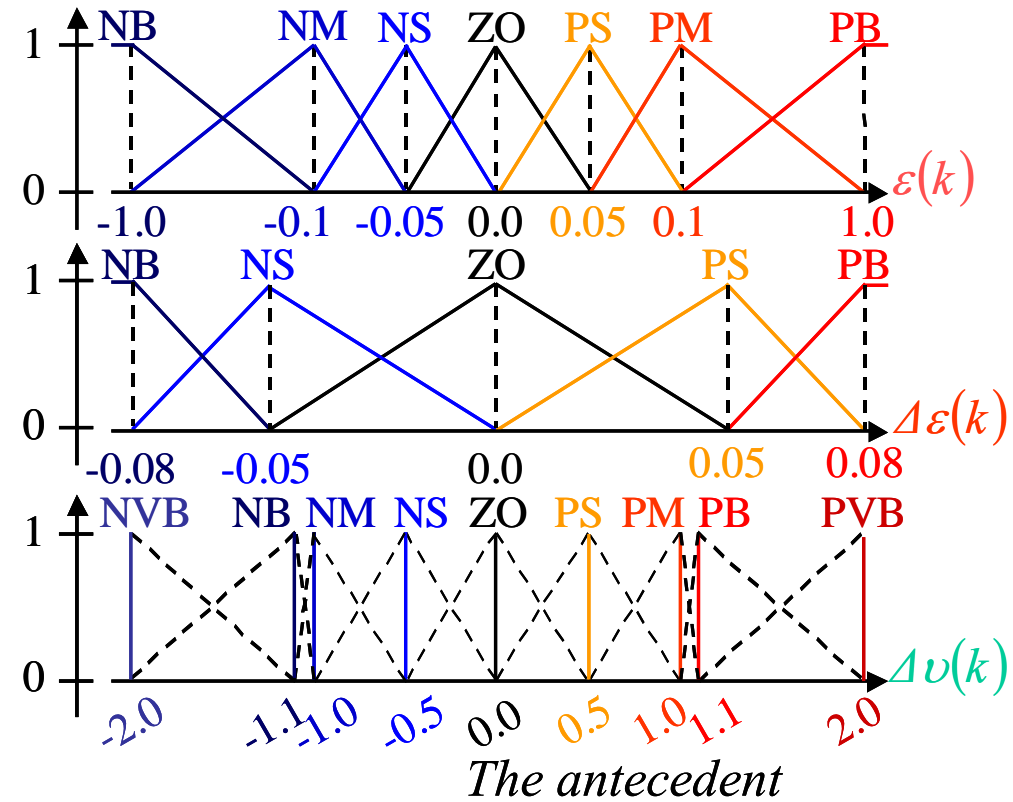 NB NM NS ZO PS PM PB
1
0
ε(k)
-1.0 -0.1 -0.05 0.0 0.05 0.1 1.0
NB NS ZO PS PB
1
0
Δε(k)
-0.08 -0.05 0.0 0.05 0.08
NVB NB NM NS ZO PS PM PB PVB
1
0
Δυ(k)
-2.0 -1.1 -1.0 -0.5 0.0 0.5 1.0 1.1 2.0
The antecedent